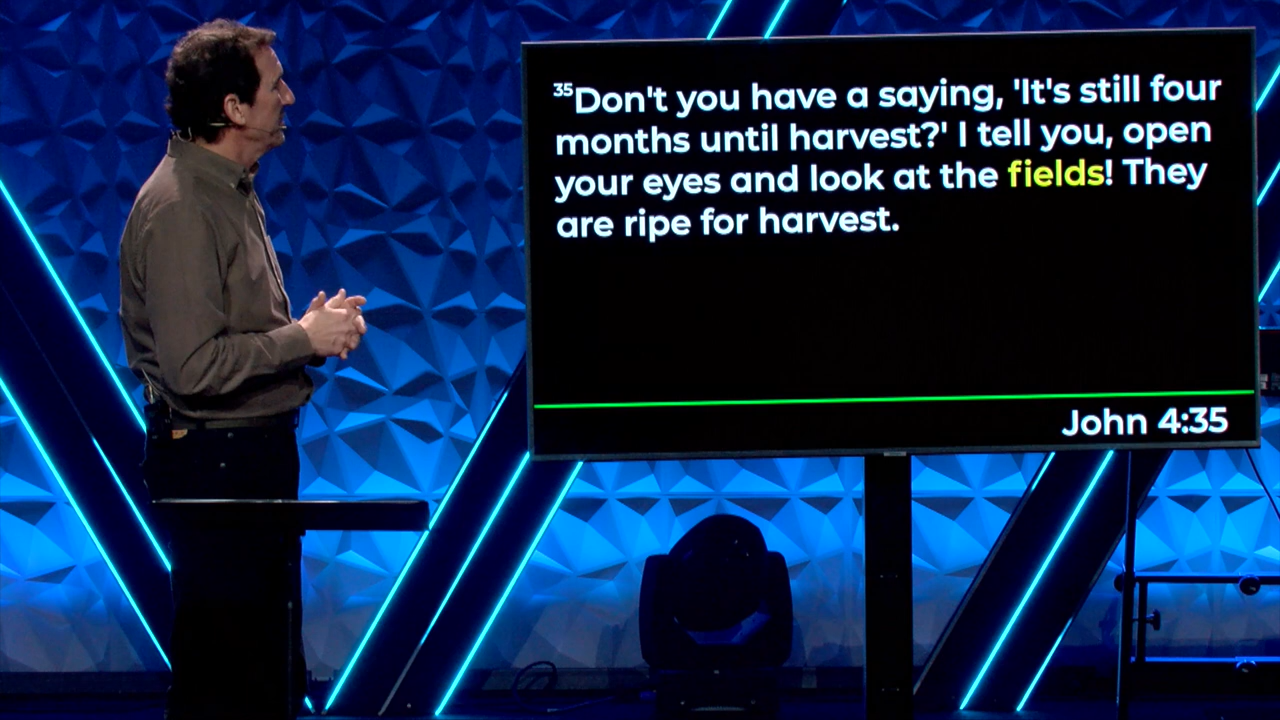 35Don't you have a saying, 'It's still four
months until harvest?' I tell you, open
your eyes and look at the fields! They
are ripe for harvest.
John 4:35